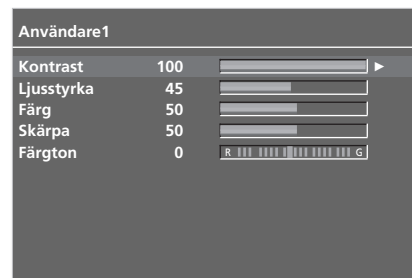 Användare1
Kontrast 100
Ljusstyrka 45
Färg 50
Skärpa 50
Färgton 0 R G